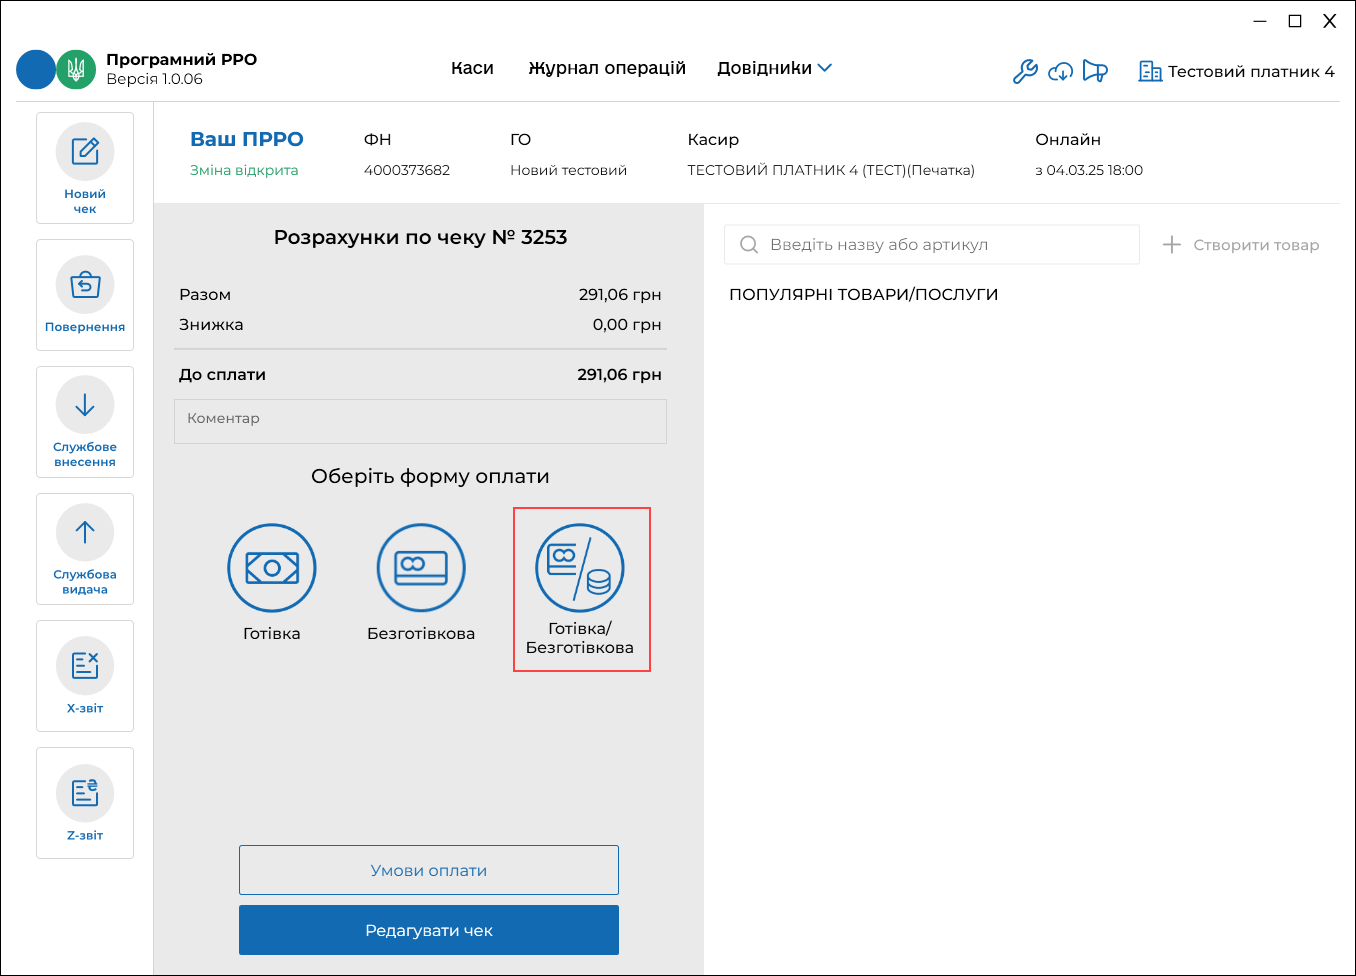 Програмний РРО
Версія 1.0.06
Каси
Журнал операцій
Довідники
Тестовий платник 4
Новий
чек
Повернення
Службове
внесення
Службова
видача
X-звіт
Z-звіт
Ваш ПРРО
Зміна відкрита
ФН
4000373682
ГО
Новий тестовий
Касир
ТЕСТОВИЙ ПЛАТНИК 4 (ТЕСТ)(Печатка)
Онлайн
з 04.03.25 18:00
Розрахунки по чеку № 3253
Разом 291,06 грн
Знижка 0,00 грн
До сплати 291,06 грн
Коментар
Оберіть форму оплати
Готівка
Безготівкова
Готівка/
Безготівкова
Умови оплати
Редагувати чек
Введіть назву або артикул
Створити товар
ПОПУЛЯРНІ ТОВАРИ/ПОСЛУГИ